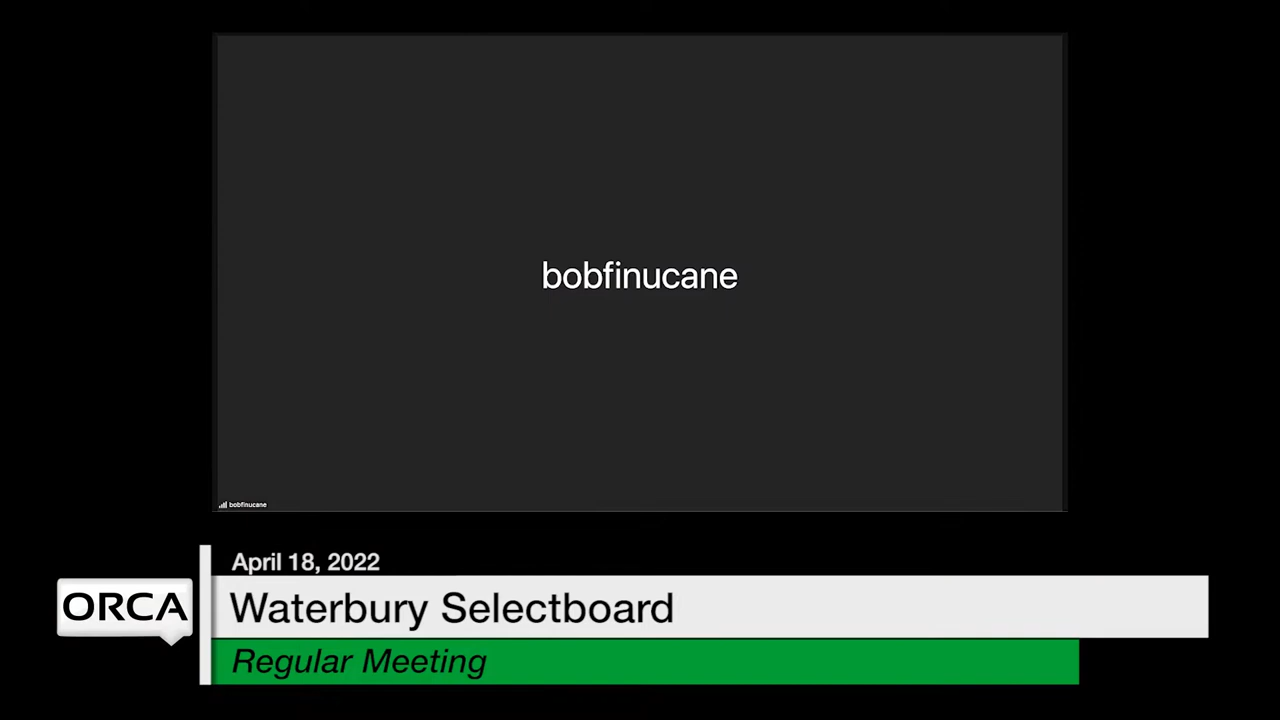 bobfinucane
bobfinucane
April 18, 2022
ORCA
Waterbury Selectboard
Regular Meeting